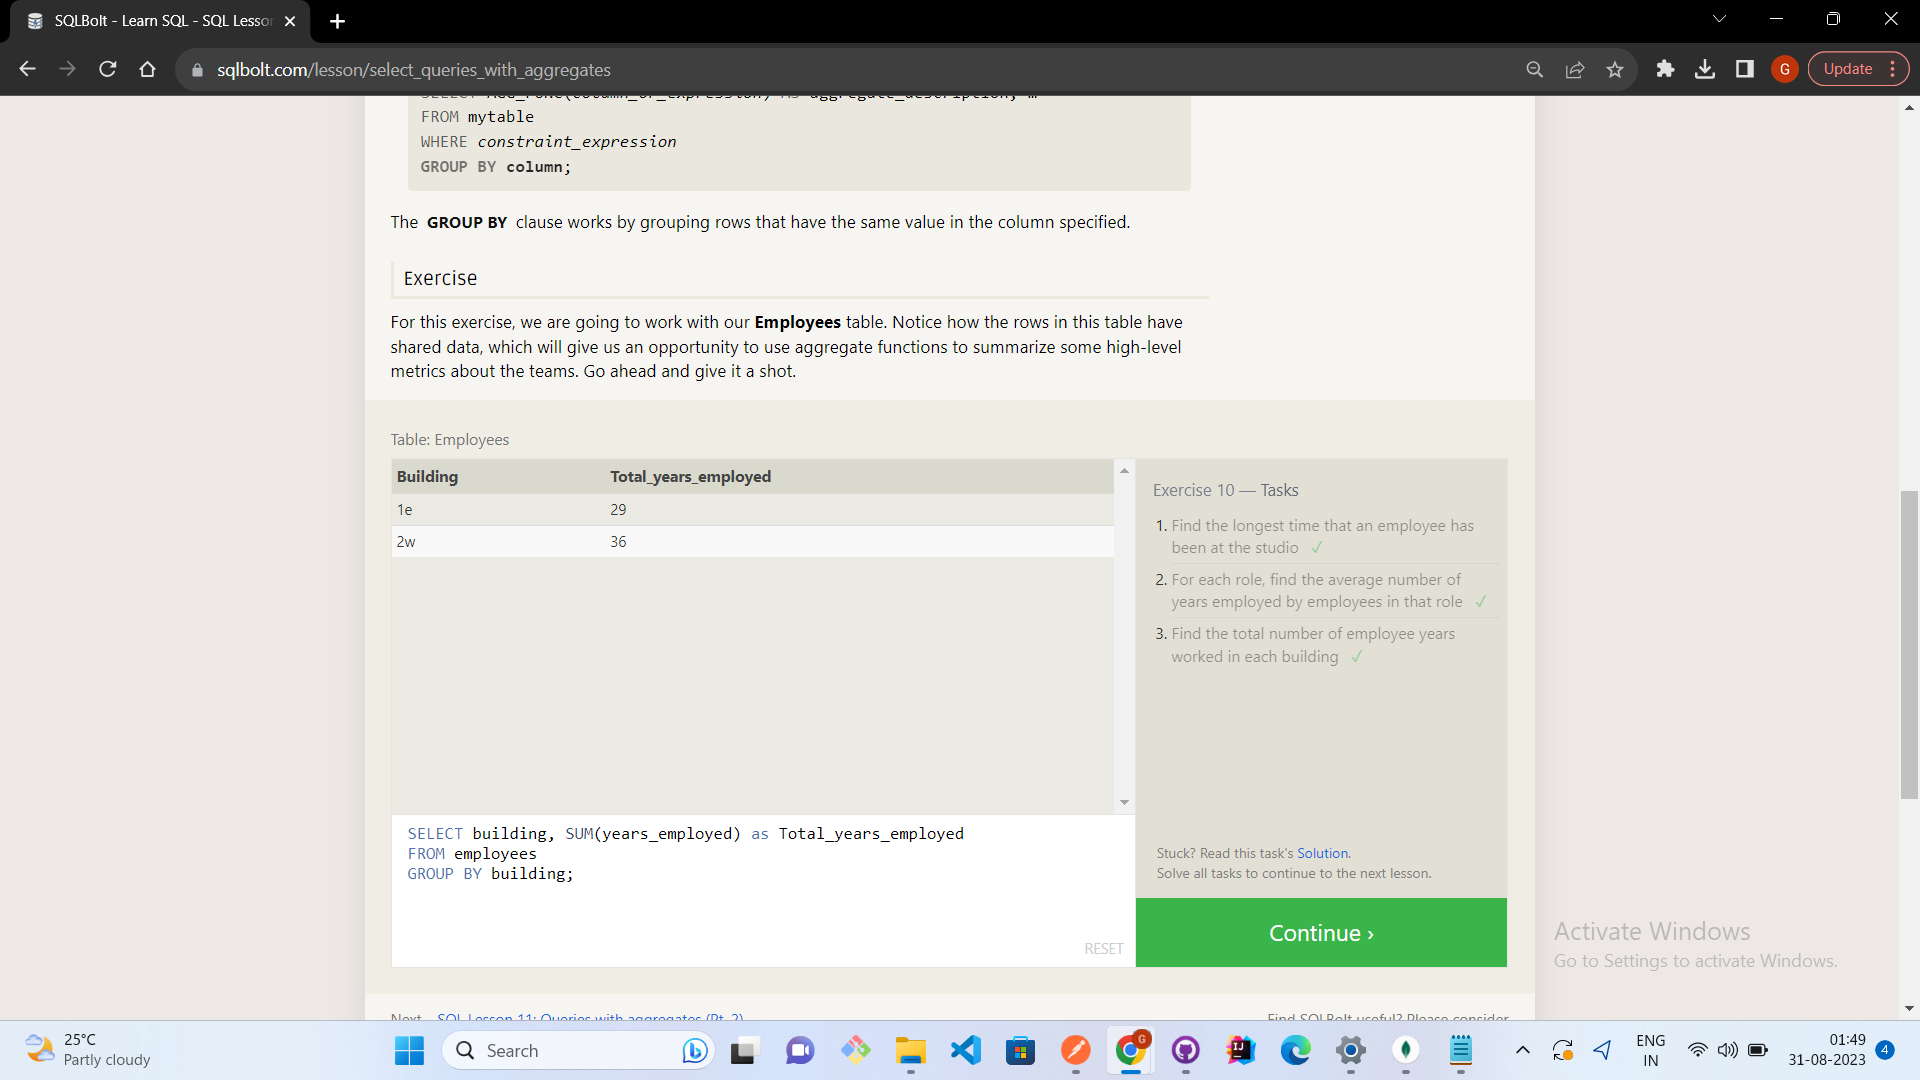 SQLBolt - Learn SQL - SQL Lesso
sqlbolt.com/lesson/select_queries_with_aggregates
G
Update
FROM mytable
WHERE constraint_expression
GROUP BY column;
The GROUP BY clause works by grouping rows that have the same value in the column specified.
Exercise
For this exercise, we are going to work with our Employees table. Notice how the rows in this table have
shared data, which will give us an opportunity to use aggregate functions to summarize some high-level
metrics about the teams. Go ahead and give it a shot.
Table: Employees
Building Total_years_employed
1e 29
2w 36
SELECT building, SUM(years_employed) as Total_years_employed
FROM employees
GROUP BY building;
RESET
Exercise 10 — Tasks
1. Find the longest time that an employee has
been at the studio ✓
2. For each role, find the average number of
years employed by employees in that role ✓
3. Find the total number of employee years
worked in each building ✓
Stuck? Read this task's Solution.
Solve all tasks to continue to the next lesson.
Continue ›
Activate Windows
Go to Settings to activate Windows.
Next – SQL Lesson 11: Queries with aggregates (Pt. 2)
Find SQLBolt useful? Please consider
25°C
Partly cloudy
Search
G
ENG
IN
01:49
31-08-2023
4